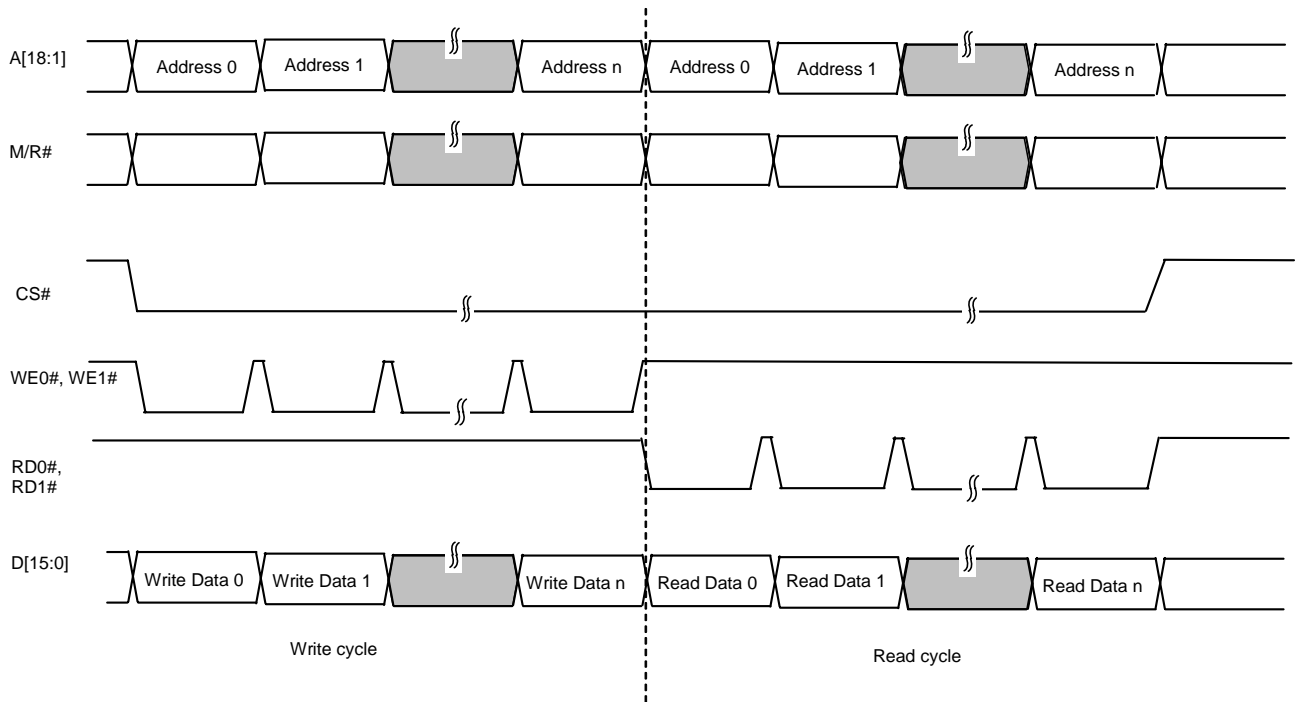 A[18:1]
Address 0
Address 1
Address n
Address 0
Address 1
Address n
M/R#
CS#
WE0#, WE1#
RD0#,
RD1#
D[15:0]
Write Data 0
Write Data 1
Write Data n
Read Data 0
Read Data 1
Read Data n
Write cycle
Read cycle